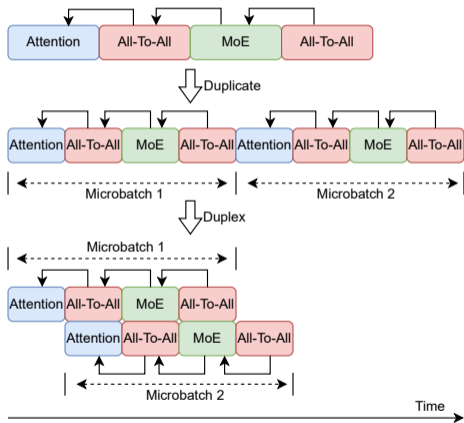 Attention All-To-All MoE All-To-All
Duplicate
Attention All-To-All MoE All-To-All Attention All-To-All MoE All-To-All
Microbatch 1 Microbatch 2
Duplex
Microbatch 1
Attention All-To-All MoE All-To-All
Attention All-To-All MoE All-To-All
Microbatch 2
Time